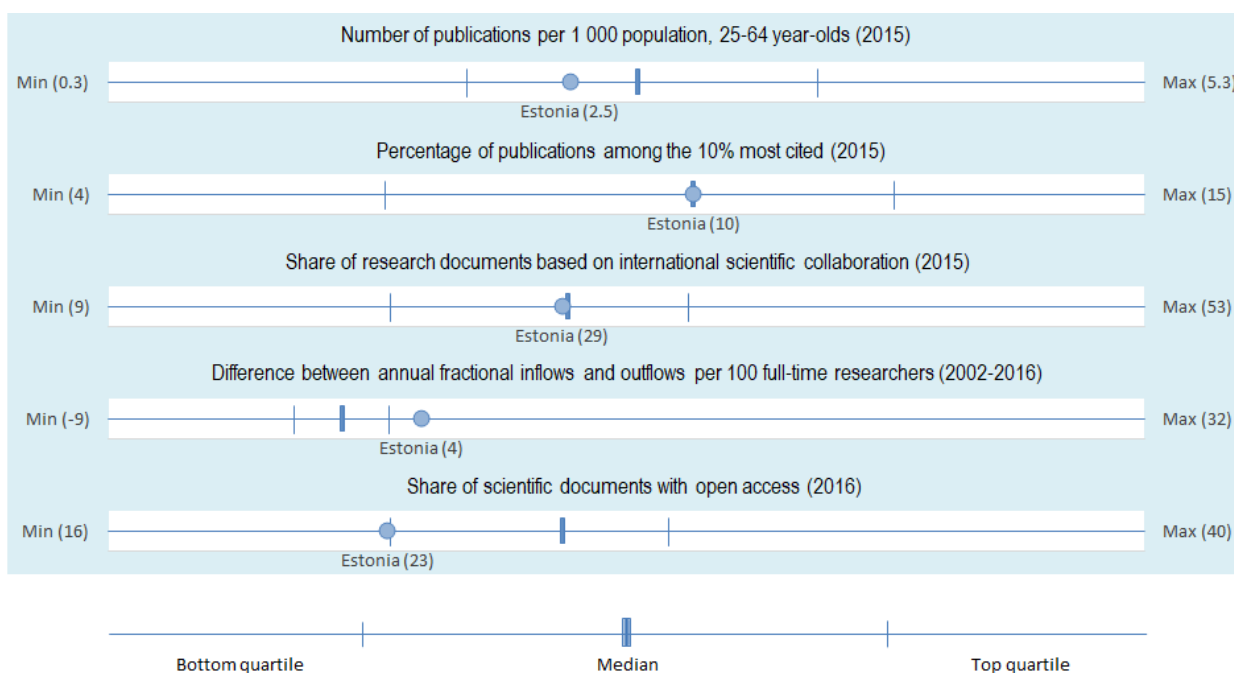 Number of publications per 1 000 population, 25-64 year-olds (2015)
Min (0.3)
Max (5.3)
Estonia (2.5)
Percentage of publications among the 10% most cited (2015)
Min (4)
Max (15)
Estonia (10)
Share of research documents based on international scientific collaboration (2015)
Min (9)
Max (53)
Estonia (29)
Difference between annual fractional inflows and outflows per 100 full-time researchers (2002-2016)
Min (-9)
Max (32)
Estonia (4)
Share of scientific documents with open access (2016)
Min (16)
Max (40)
Estonia (23)
Bottom quartile
Median
Top quartile